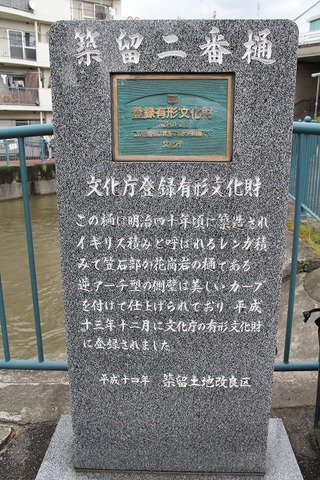 築留二番樋
登録有形文化財
文化庁
文化庁登録有形文化財
この樋は明治四十年頃に築造され
イギリス積みと呼ばれるレンガ積
みで笠石部が花崗岩の樋である
逆アーチ型の側壁は美しいカーブ
を付けて仕上げられており 平成
十三年十二月に文化庁の有形文化財
に登録されました
平成十四年 築留土地改良区